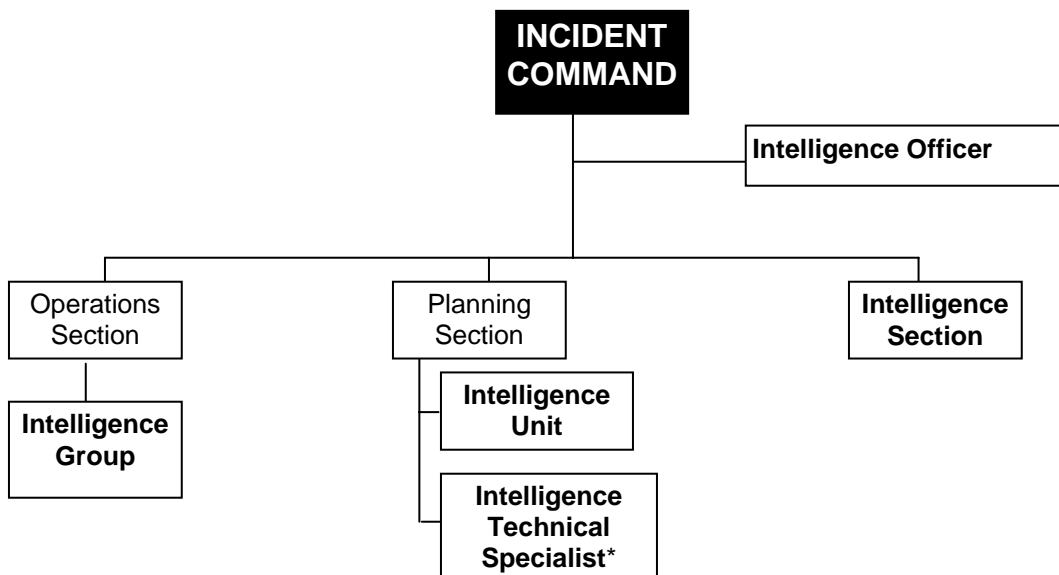 INCIDENT
COMMAND
Intelligence Officer
Operations
Section
Planning
Section
Intelligence
Section
Intelligence
Group
Intelligence
Unit
Intelligence
Technical
Specialist*